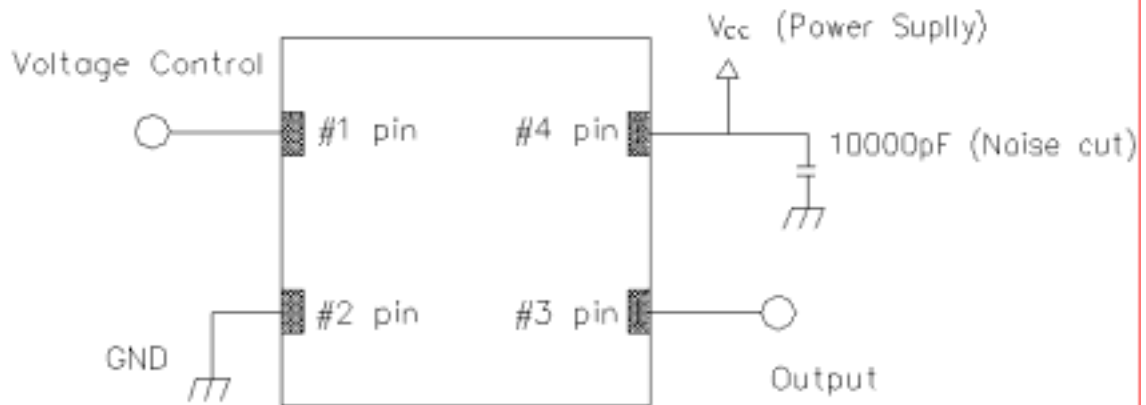 Vcc (Power Suplly)
Voltage Control
#1 pin
#4 pin
10000pF (Noise cut)
#2 pin
#3 pin
GND
Output